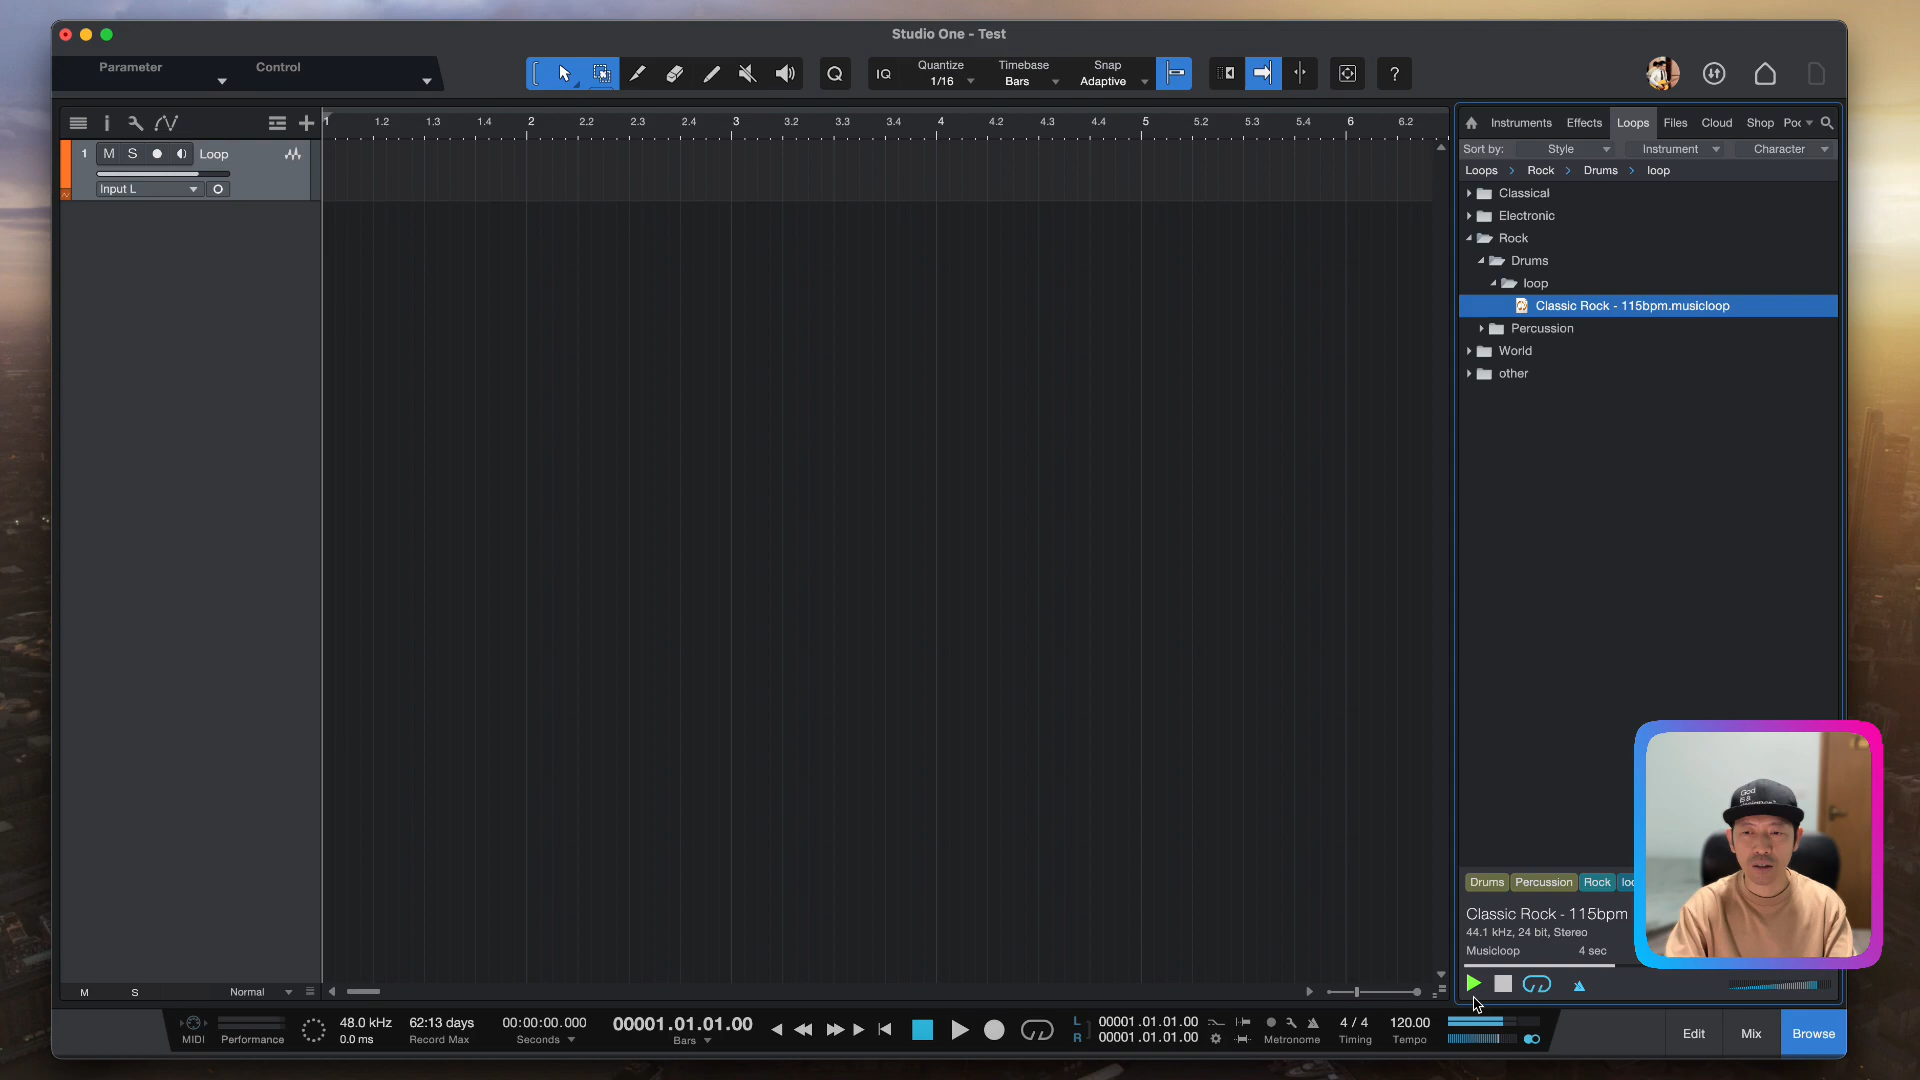 Studio One - Test
Parameter
Control
IQ
Quantize
1/16
Timebase
Bars
Snap
Adaptive
?
1
1.2
1.3
1.4
2
2.2
2.3
2.4
3
3.2
3.3
3.4
4
4.2
4.3
4.4
5
5.2
5.3
5.4
6
6.2
1
M
S
Loop
Input L
Instruments
Effects
Loops
Files
Cloud
Shop
Poo
Sort by:
Style
Instrument
Character
Loops > Rock > Drums > loop
Classical
Electronic
Rock
Drums
loop
Classic Rock - 115bpm.musicloop
Percussion
World
other
God
is a
designer?
Drums
Percussion
Rock
loo
Classic Rock - 115bpm
44.1 kHz, 24 bit, Stereo
Musicloop 4 sec
M
S
Normal
MIDI
Performance
48.0 kHz
0.0 ms
62:13 days
Record Max
00:00:00.000
Seconds
00001.01.01.00
Bars
L 00001.01.01.00
R 00001.01.01.00
Metronome
4 / 4
Timing
120.00
Tempo
Edit
Mix
Browse